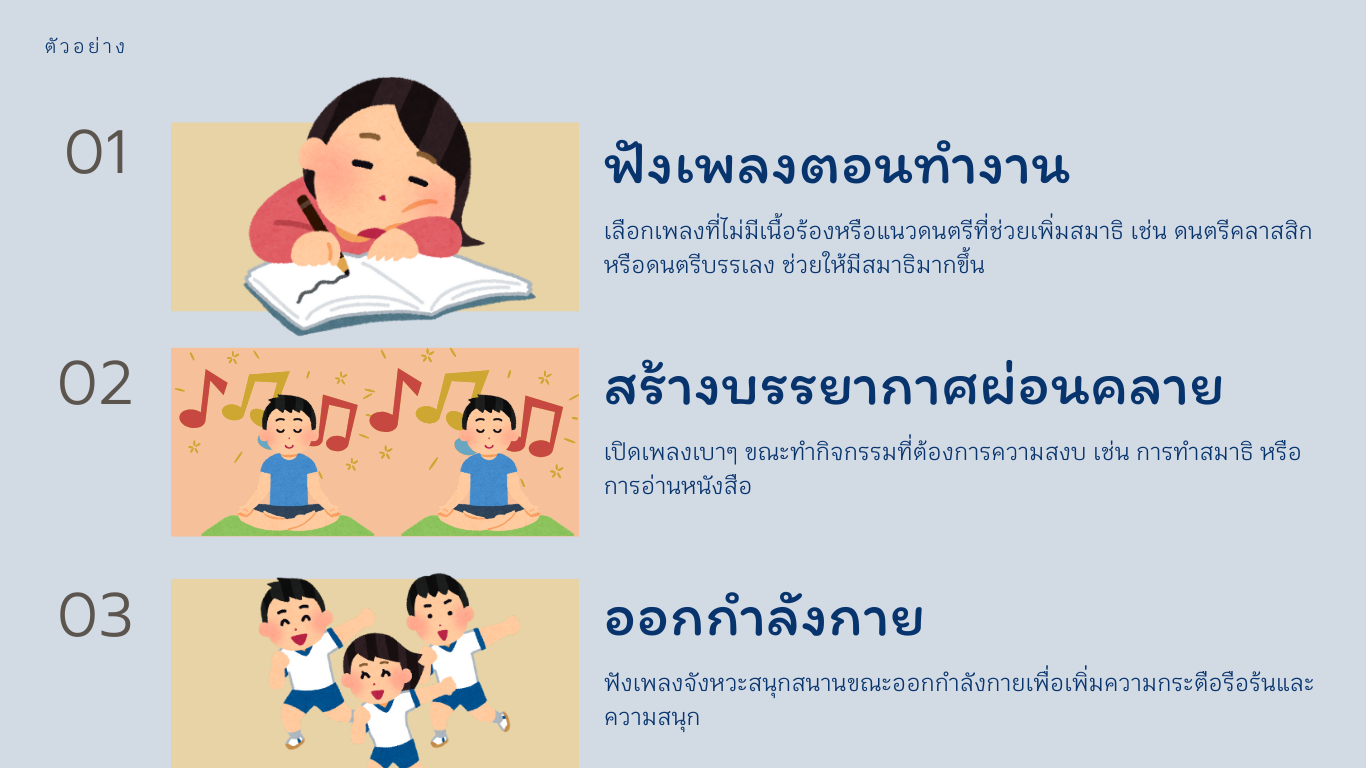 ตัวอย่าง
01
ฟังเพลงตอนทำงาน
เลือกเพลงที่ไม่มีเนื้อร้องหรือแนวดนตรีที่ช่วยเพิ่มสมาธิ เช่น ดนตรีคลาสสิก
หรือดนตรีบรรเลง ช่วยให้มีสมาธิมากขึ้น
02
สร้างบรรยากาศผ่อนคลาย
เปิดเพลงเบาๆ ขณะทำกิจกรรมที่ต้องการความสงบ เช่น การทำสมาธิ หรือ
การอ่านหนังสือ
03
ออกกำลังกาย
ฟังเพลงจังหวะสนุกสนานขณะออกกำลังกายเพื่อเพิ่มความกระตือรือร้นและ
ความสนุก